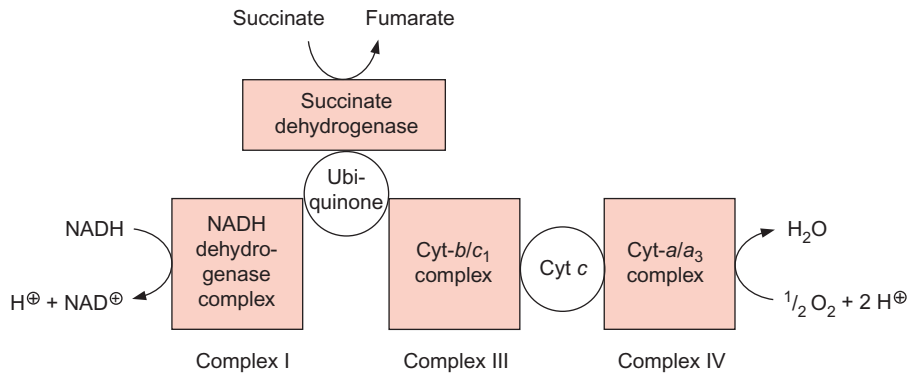 Succinate Fumarate
Succinate
dehydrogenase
Ubi-
quinone
NADH
H⊕ + NAD⊕
NADH
dehydro-
genase
complex
Cyt-b/c₁
complex
Cyt c
Cyt-a/a₃
complex
H₂O
½ O₂ + 2 H⊕
Complex I Complex III Complex IV